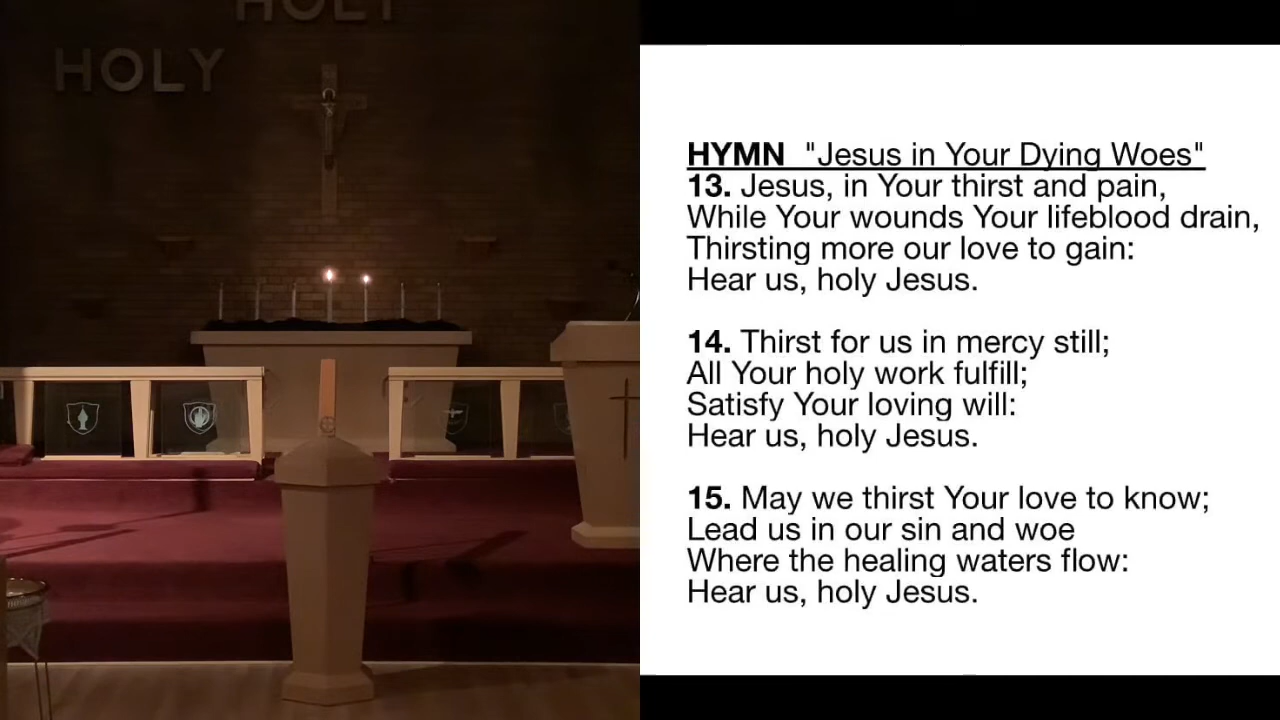 HOLY
HOLY
HYMN "Jesus in Your Dying Woes"
13. Jesus, in Your thirst and pain,
While Your wounds Your lifeblood drain,
Thirsting more our love to gain:
Hear us, holy Jesus.
14. Thirst for us in mercy still;
All Your holy work fulfill;
Satisfy Your loving will:
Hear us, holy Jesus.
15. May we thirst Your love to know;
Lead us in our sin and woe
Where the healing waters flow:
Hear us, holy Jesus.